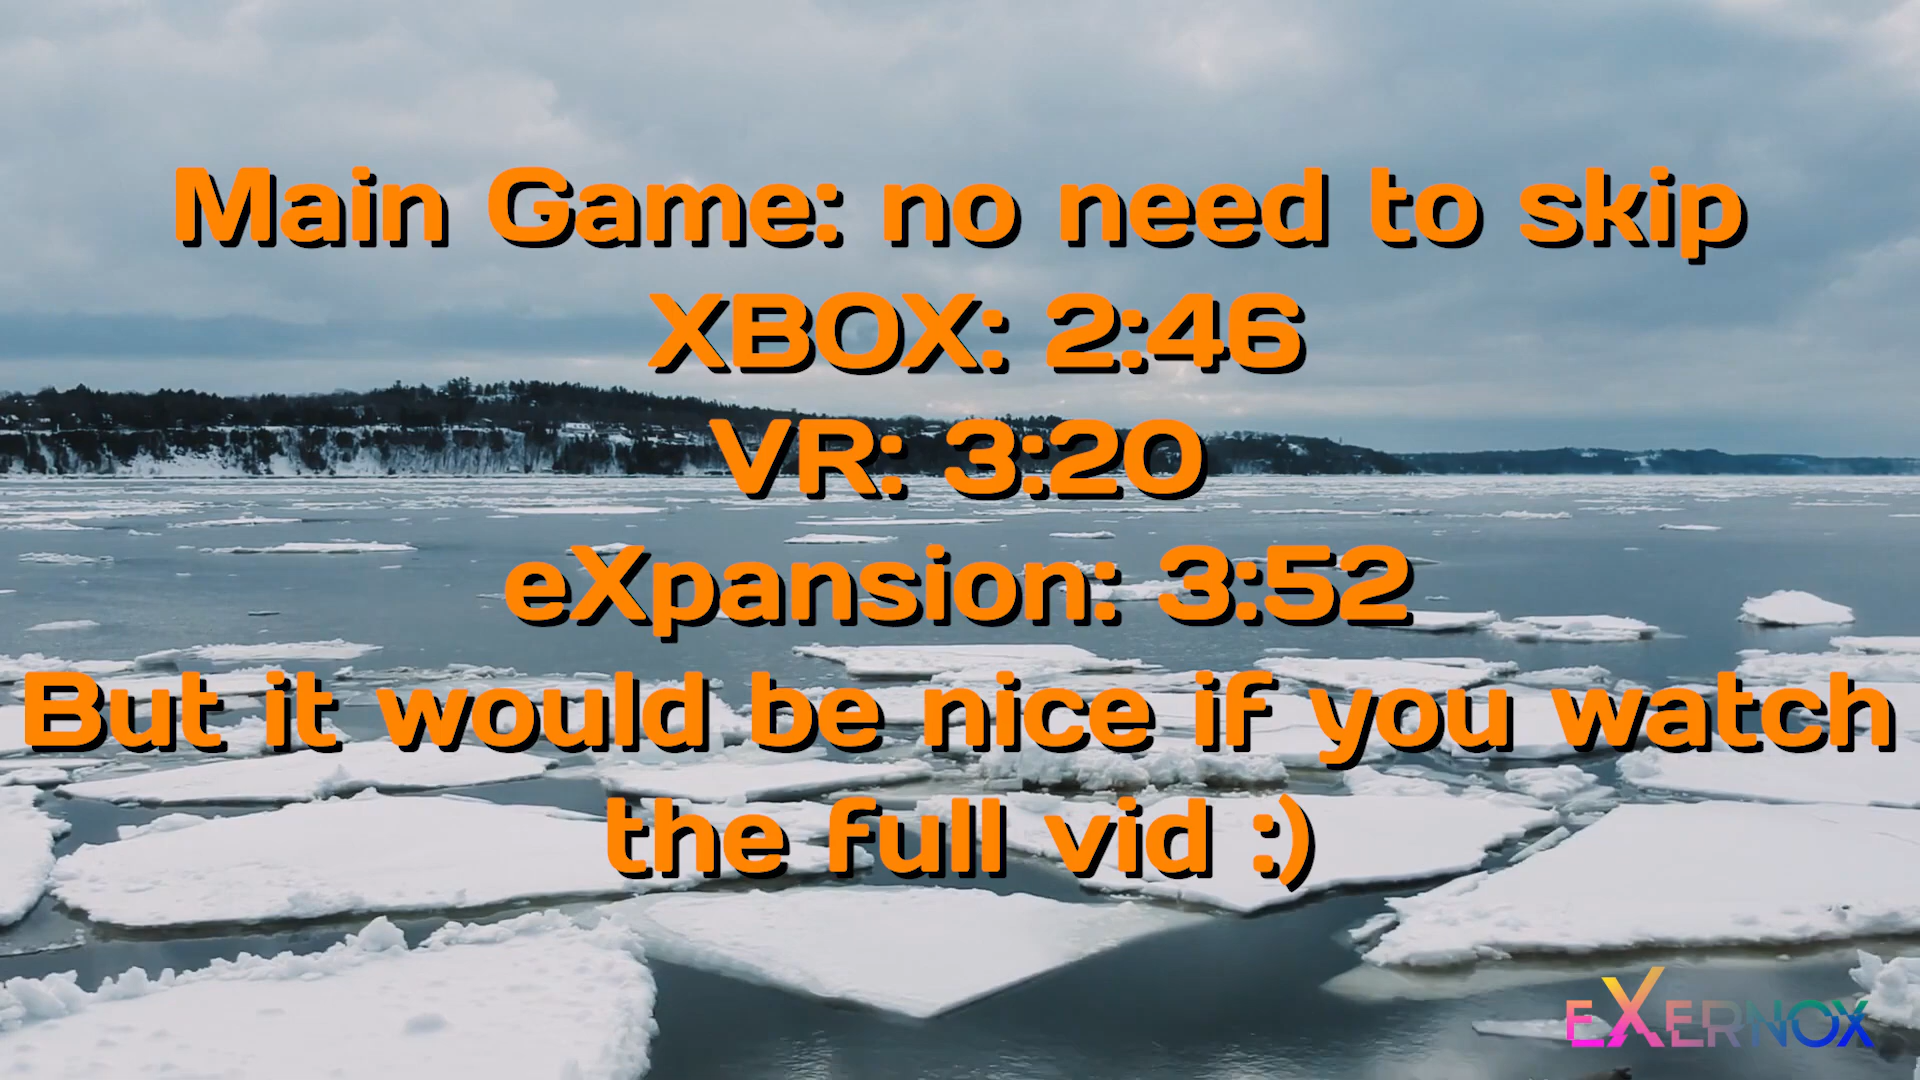 Main Game: no need to skip
XBOX: 2:46
VR: 3:20
eXpansion: 3:52
But it would be nice if you watch
the full vid :)
EXERNOX